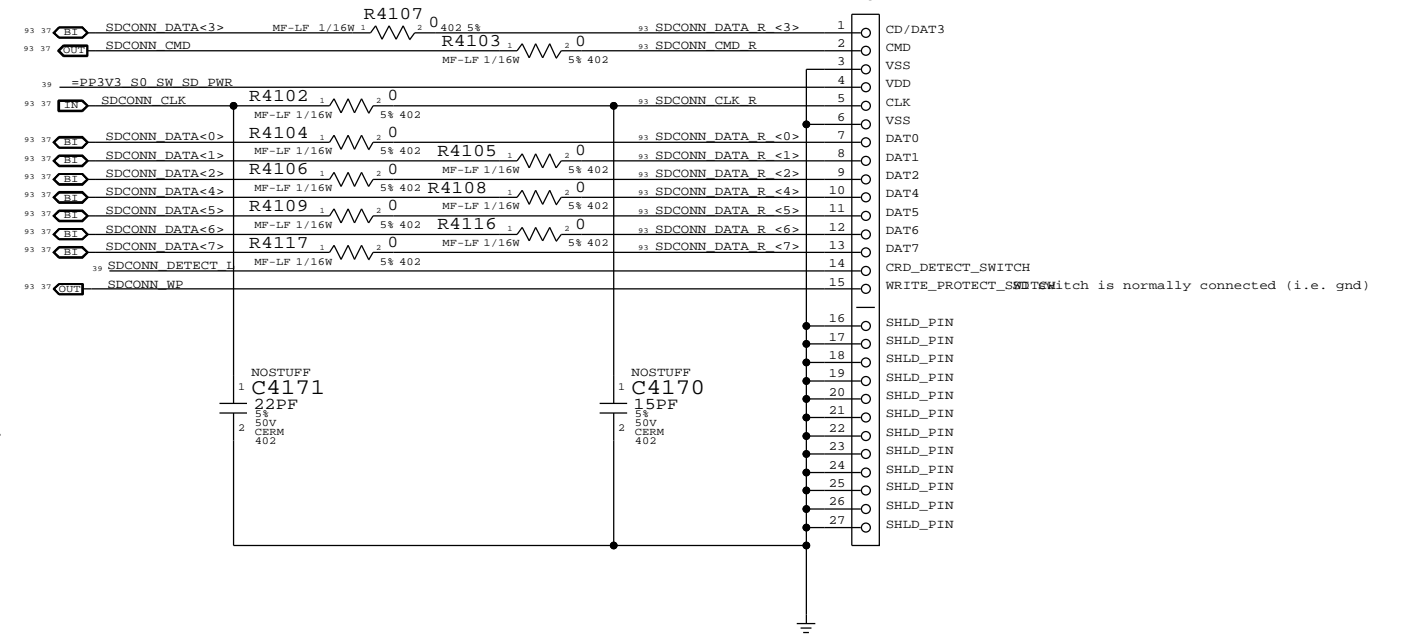 R4107
93 37 BI SDCONN_DATA<3> MF-LF 1/16W 1 2 0 402 5% 93 SDCONN_DATA_R_<3> 1 CD/DAT3
R4103 1 2 0
93 37 OUT SDCONN_CMD 93 SDCONN_CMD_R 2 CMD
MF-LF 1/16W 5% 402
3 VSS
39 =PP3V3_S0_SW_SD_PWR 4 VDD
R4102 1 2 0
93 37 IN SDCONN_CLK 93 SDCONN_CLK_R 5 CLK
MF-LF 1/16W 5% 402
6 VSS
93 37 BI SDCONN_DATA<0> R4104 1 2 0 93 SDCONN_DATA_R_<0> 7 DAT0
MF-LF 1/16W 5% 402
93 37 BI SDCONN_DATA<1> R4105 1 2 0 93 SDCONN_DATA_R_<1> 8 DAT1
MF-LF 1/16W 5% 402
93 37 BI SDCONN_DATA<2> R4106 1 2 0 93 SDCONN_DATA_R_<2> 9 DAT2
MF-LF 1/16W 5% 402
93 37 BI SDCONN_DATA<4> R4108 1 2 0 93 SDCONN_DATA_R_<4> 10 DAT4
MF-LF 1/16W 5% 402
93 37 BI SDCONN_DATA<5> R4109 1 2 0 93 SDCONN_DATA_R_<5> 11 DAT5
MF-LF 1/16W 5% 402
93 37 BI SDCONN_DATA<6> R4116 1 2 0 93 SDCONN_DATA_R_<6> 12 DAT6
MF-LF 1/16W 5% 402
93 37 BI SDCONN_DATA<7> R4117 1 2 0 93 SDCONN_DATA_R_<7> 13 DAT7
MF-LF 1/16W 5% 402
39 SDCONN_DETECT_L 14 CRD_DETECT_SWITCH
93 37 OUT SDCONN_WP 15 WRITE_PROTECT_SWITCH is normally connected (i.e. gnd)
16 SHLD_PIN
17 SHLD_PIN
18 SHLD_PIN
19 SHLD_PIN
20 SHLD_PIN
21 SHLD_PIN
22 SHLD_PIN
23 SHLD_PIN
24 SHLD_PIN
25 SHLD_PIN
26 SHLD_PIN
27 SHLD_PIN
NOSTUFF
1 C4171
22PF
5%
50V
2 CERM
402
NOSTUFF
1 C4170
15PF
5%
50V
2 CERM
402